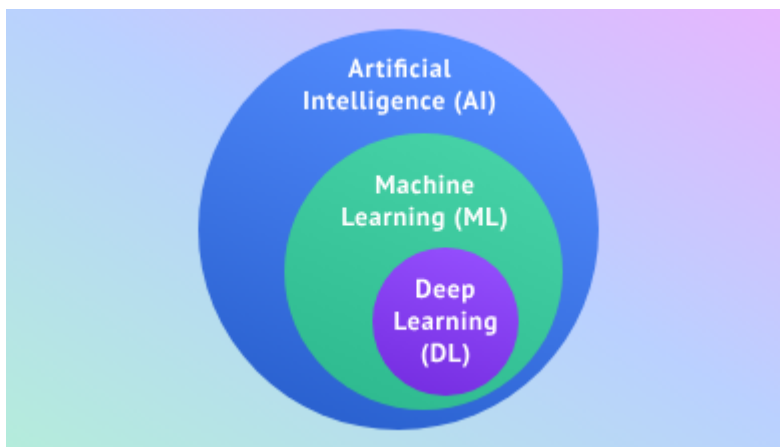 Artificial
Intelligence (AI)
Machine
Learning (ML)
Deep
Learning
(DL)